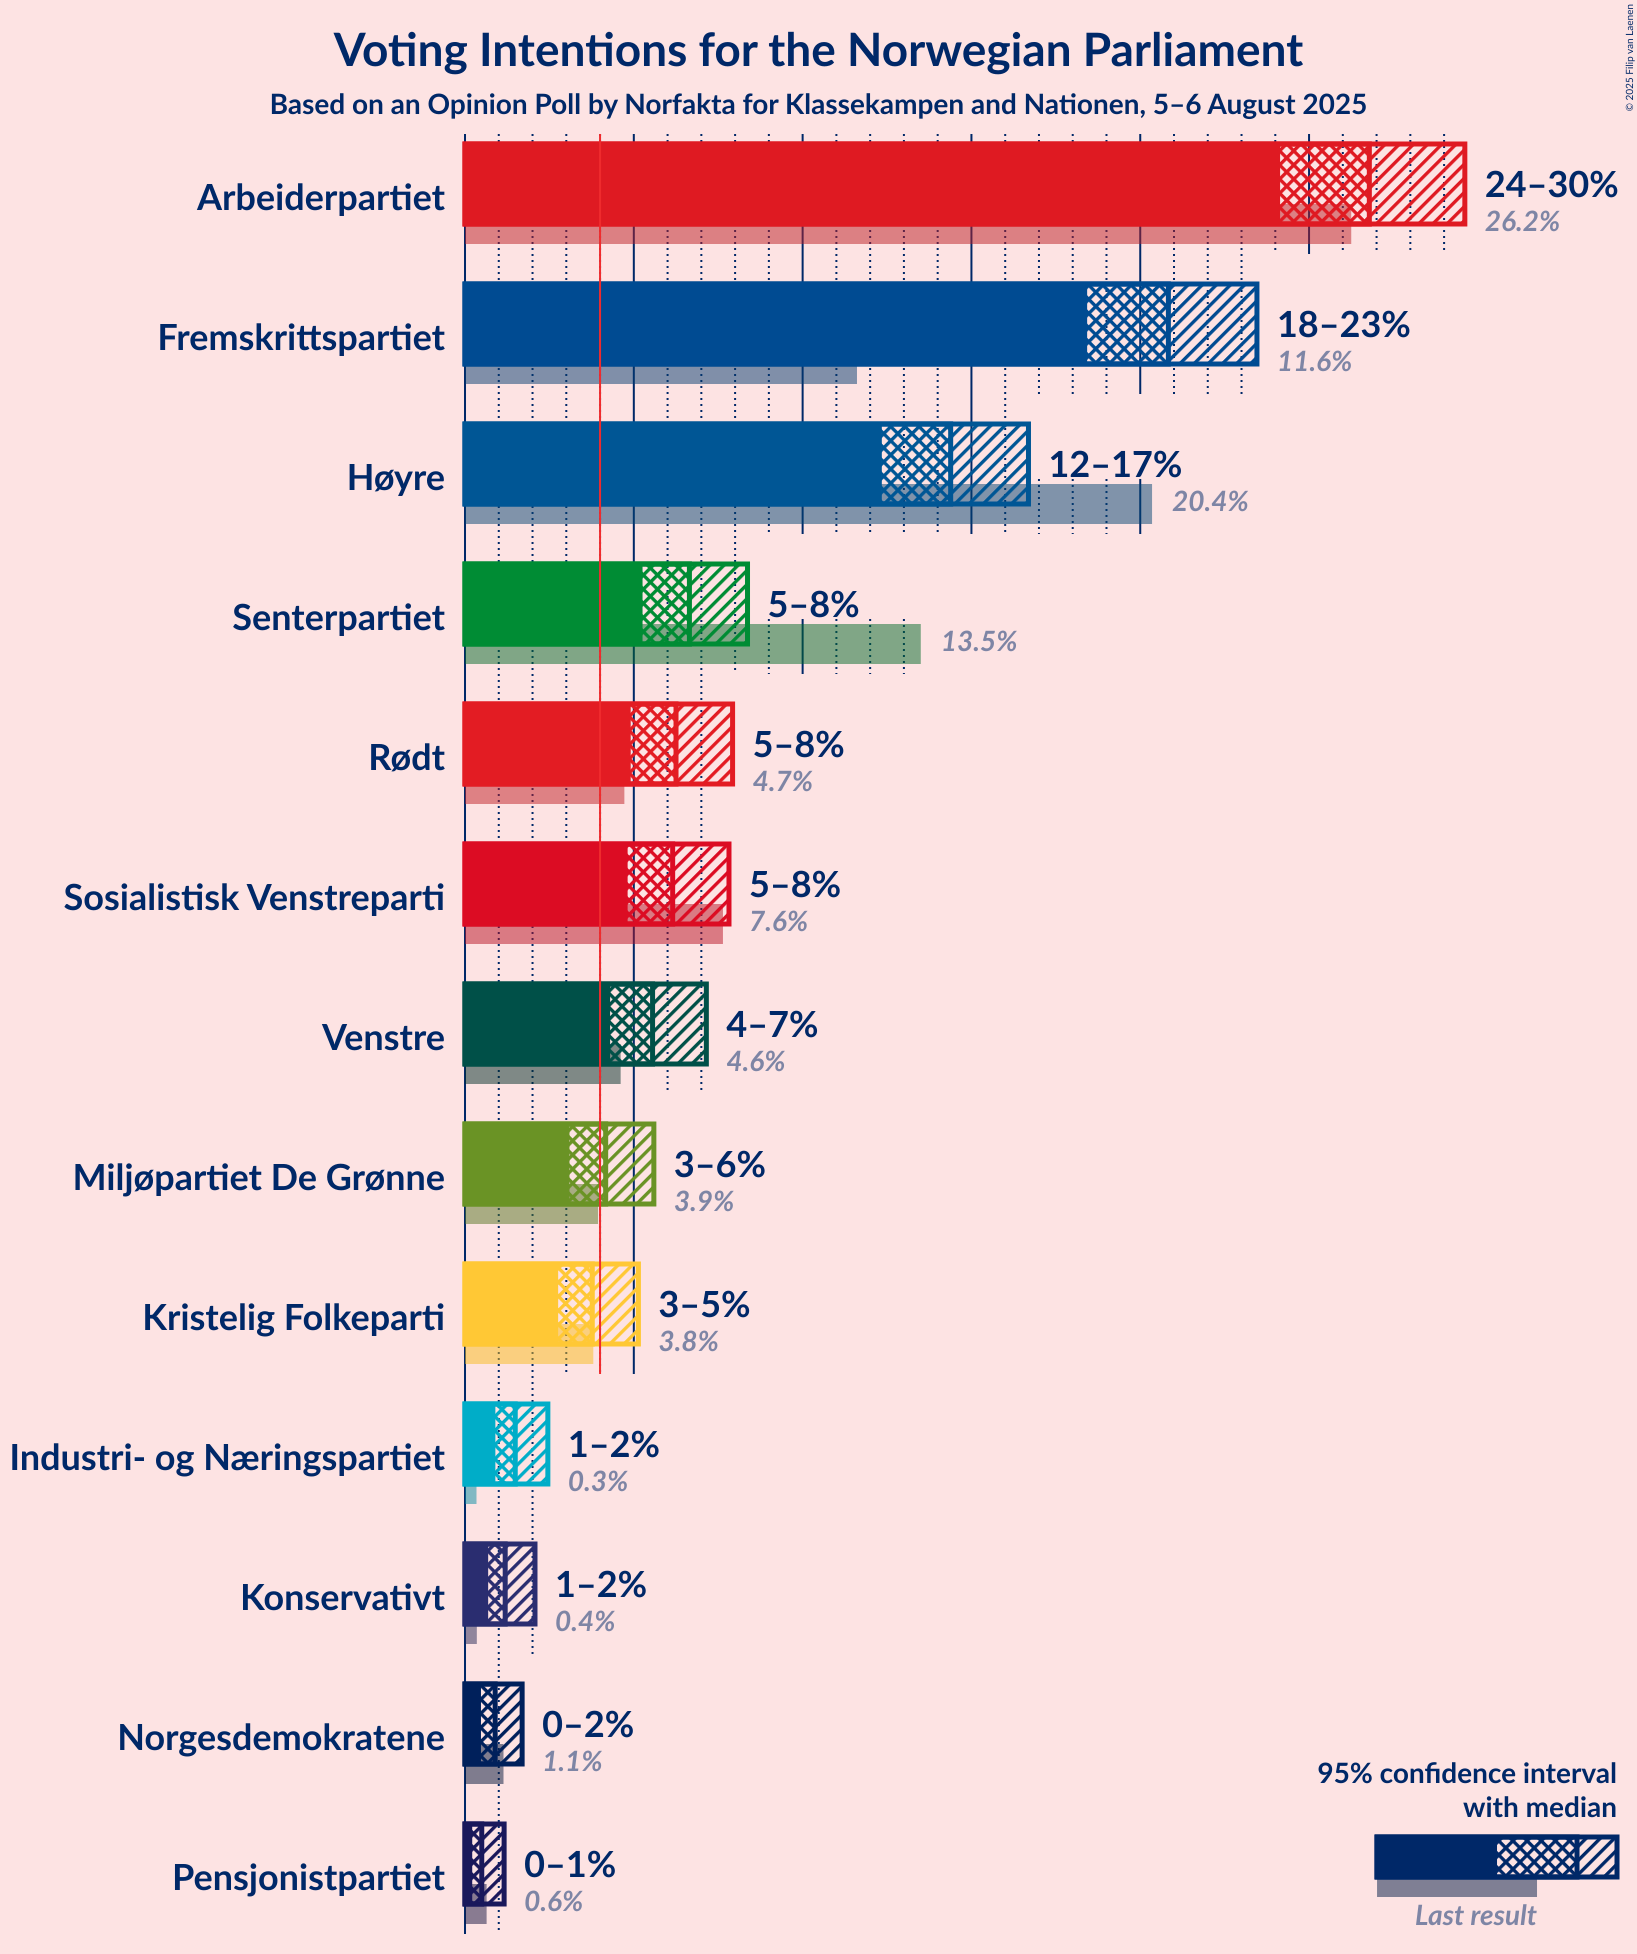 Voting Intentions for the Norwegian Parliament
Based on an Opinion Poll by Norfakta for Klassekampen and Nationen, 5–6 August 2025
© 2025 Filip van Laenen
Arbeiderpartiet
24–30%
26.2%
Fremskrittspartiet
18–23%
11.6%
Høyre
12–17%
20.4%
Senterpartiet
5–8%
13.5%
Rødt
5–8%
4.7%
Sosialistisk Venstreparti
5–8%
7.6%
Venstre
4–7%
4.6%
Miljøpartiet De Grønne
3–6%
3.9%
Kristelig Folkeparti
3–5%
3.8%
Industri- og Næringspartiet
1–2%
0.3%
Konservativt
1–2%
0.4%
Norgesdemokratene
0–2%
1.1%
Pensjonistpartiet
0–1%
0.6%
95% confidence interval
with median
Last result